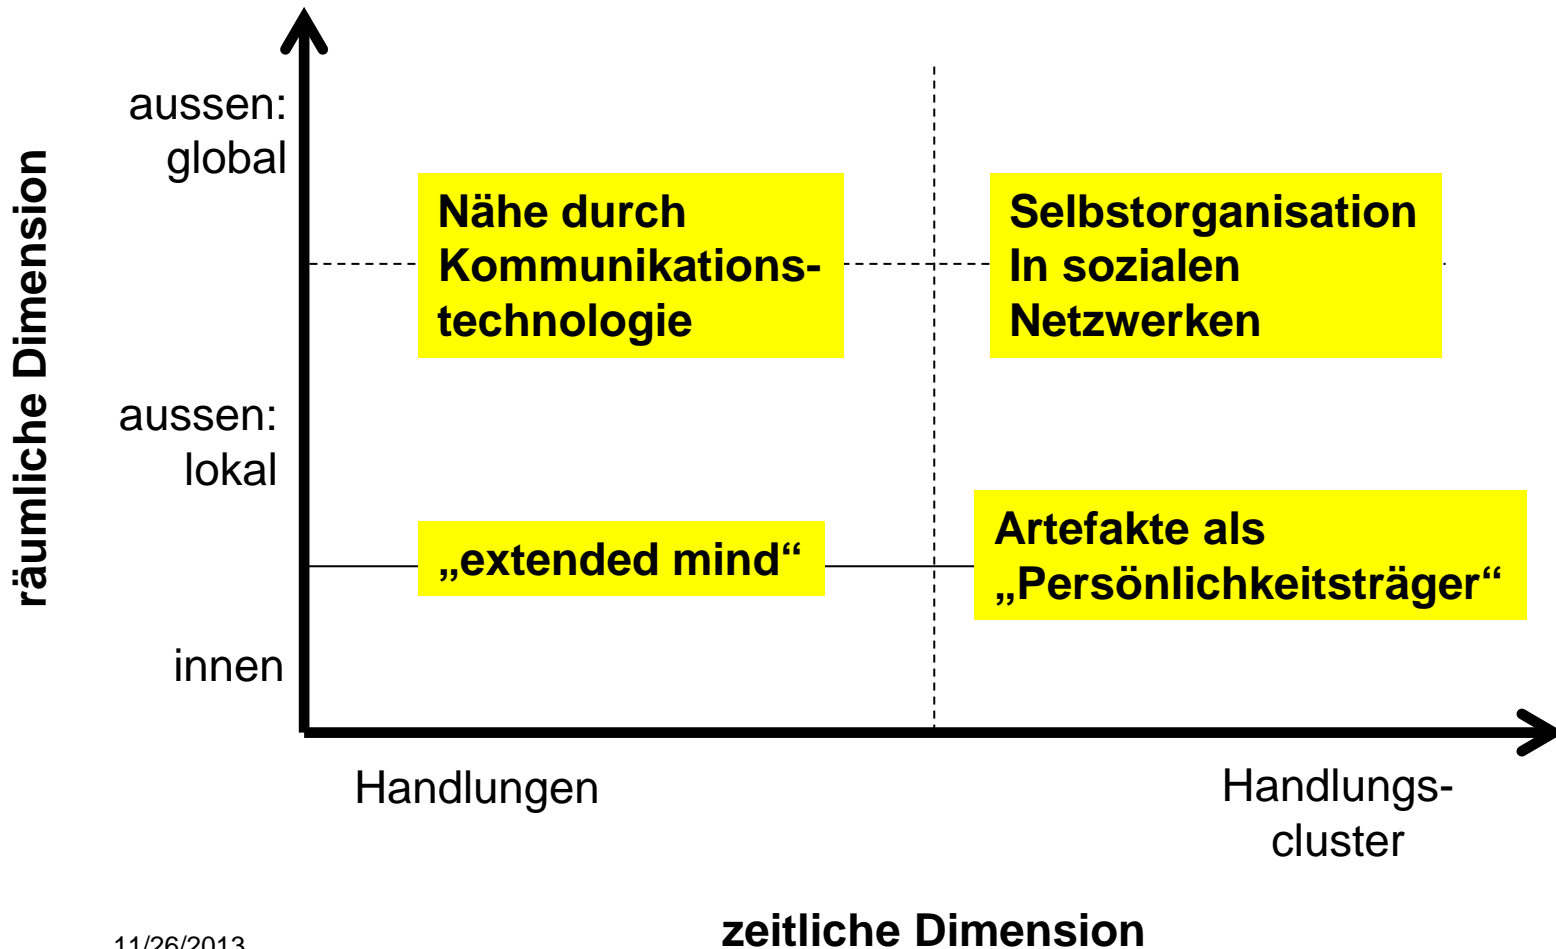 räumliche Dimension
aussen:
global
Nähe durch
Kommunikations-
technologie
Selbstorganisation
In sozialen
Netzwerken
aussen:
lokal
„extended mind“
Artefakte als
„Persönlichkeitsträger“
innen
Handlungen
Handlungs-
cluster
zeitliche Dimension
11/26/2013